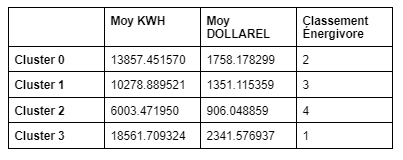 Moy KWH Moy DOLLAREL Classement Énergivore
Cluster 0 13857.451570 1758.178299 2
Cluster 1 10278.889521 1351.115359 3
Cluster 2 6003.471950 906.048859 4
Cluster 3 18561.709324 2341.576937 1